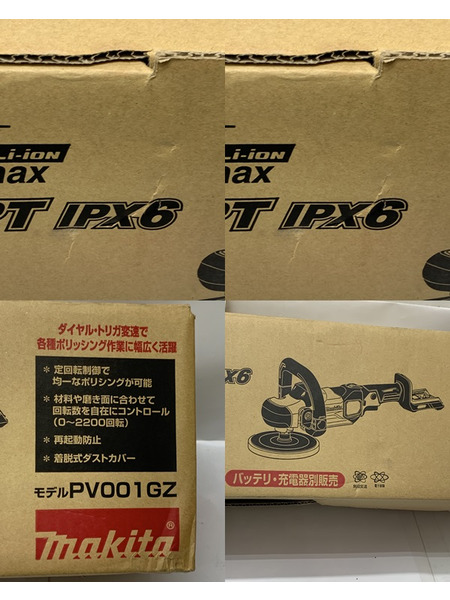 Li-ion
max
PT IPX6
Li-ion
max
PT IPX6
ダイヤル・トリガ変速で
各種ポリッシング作業に幅広く活躍
＊定回転制御で
均一なポリシングが可能
＊材料や磨き面に合わせて
回転数を自在にコントロール
(0〜2200回転)
＊再起動防止
＊着脱式ダストカバー
モデルPV001GZ
makita®
X6
バッテリ・充電器別販売